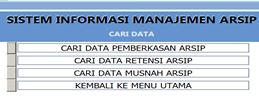 SISTEM INFORMASI MANAJEMEN ARSIP
CARI DATA
CARI DATA PEMBERKASAN ARSIP
CARI DATA RETENSI ARSIP
CARI DATA MUSNAH ARSIP
KEMBALI KE MENU UTAMA